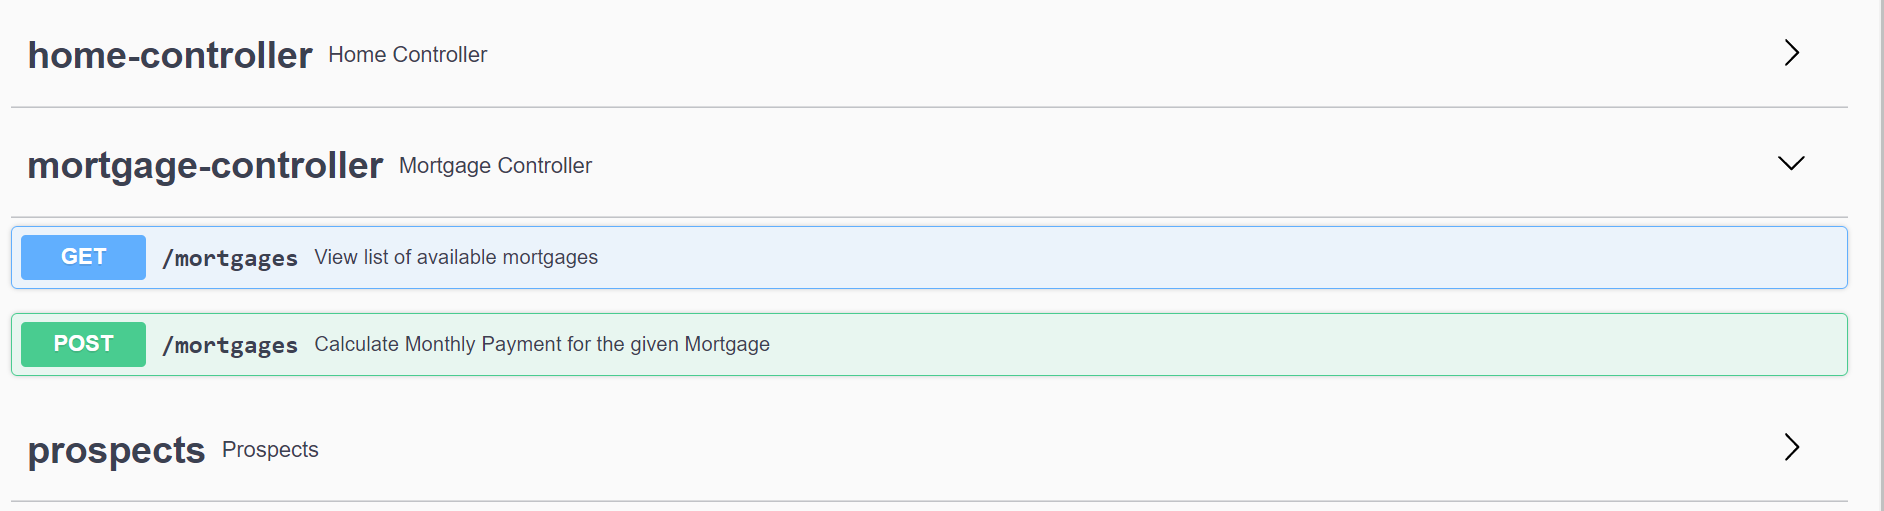 home-controller Home Controller
mortgage-controller Mortgage Controller
GET /mortgages View list of available mortgages
POST /mortgages Calculate Monthly Payment for the given Mortgage
prospects Prospects